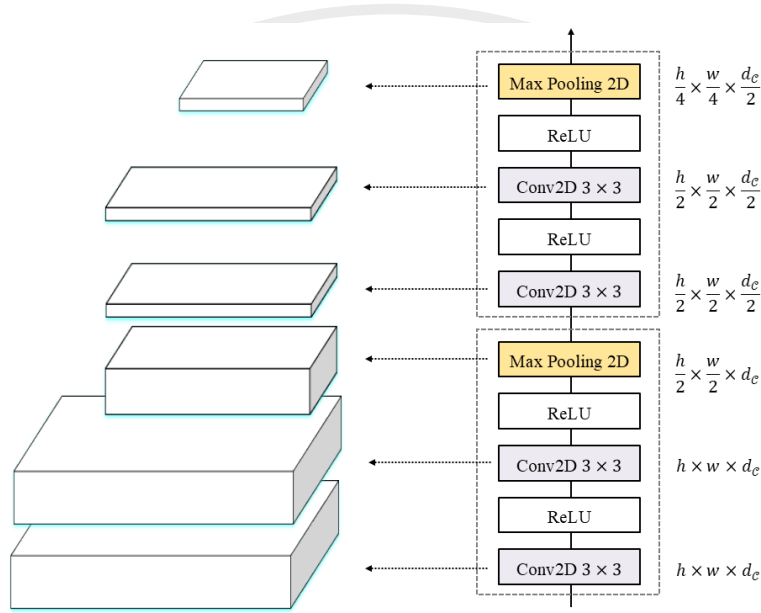 Max Pooling 2D
h/4 × w/4 × d_𝒞/2
ReLU
Conv2D 3 × 3
h/2 × w/2 × d_𝒞/2
ReLU
Conv2D 3 × 3
h/2 × w/2 × d_𝒞/2
Max Pooling 2D
h/2 × w/2 × d_𝒞
ReLU
Conv2D 3 × 3
h × w × d_𝒞
ReLU
Conv2D 3 × 3
h × w × d_𝒞